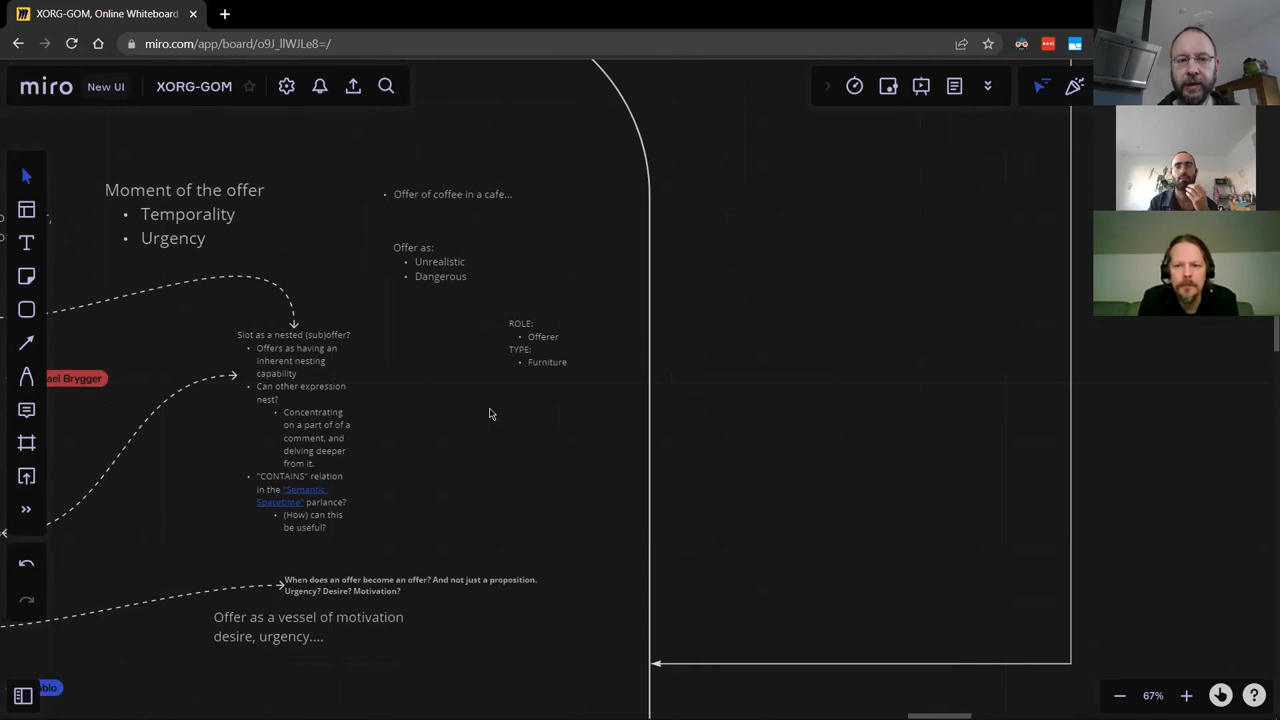 XORG-GOM, Online Whiteboard
miro.com/app/board/o9J_llWJLe8=/
miro
New UI
XORG-GOM
Moment of the offer
• Temporality
• Urgency
• Offer of coffee in a cafe...
Offer as:
• Unrealistic
• Dangerous
ROLE:
• Offerer
TYPE:
• Furniture
Slot as a nested (sub)offer?
• Offers as having an
inherent nesting
capability
• Can other expression
nest?
• Concentrating
on a part of of a
comment, and
delving deeper
from it.
• "CONTAINS" relation
in the "Semantic
Spacetime" parlance?
• (How) can this
be useful?
ael Brygger
When does an offer become an offer? And not just a proposition.
Urgency? Desire? Motivation?
Offer as a vessel of motivation
desire, urgency....
blo
67%